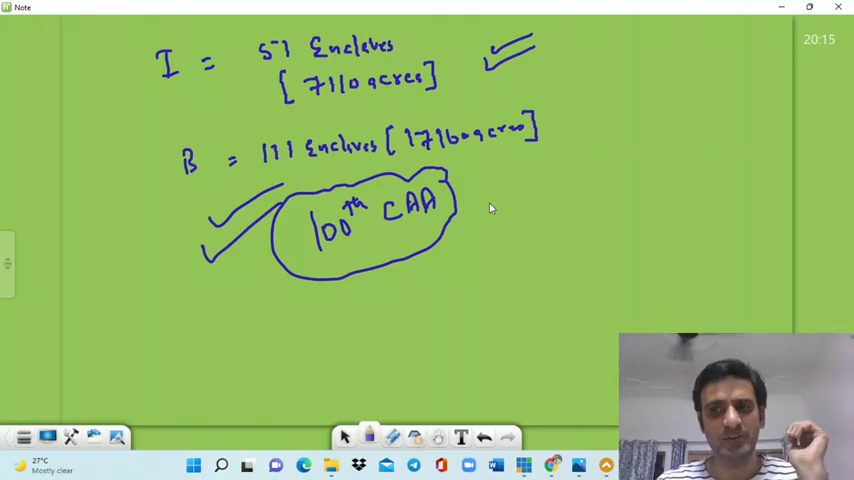 Note
20:15
I = 51 Enclaves
[7110 acres]
B = 111 Enclaves [17160 acres]
100th CAA
27°C
Mostly clear